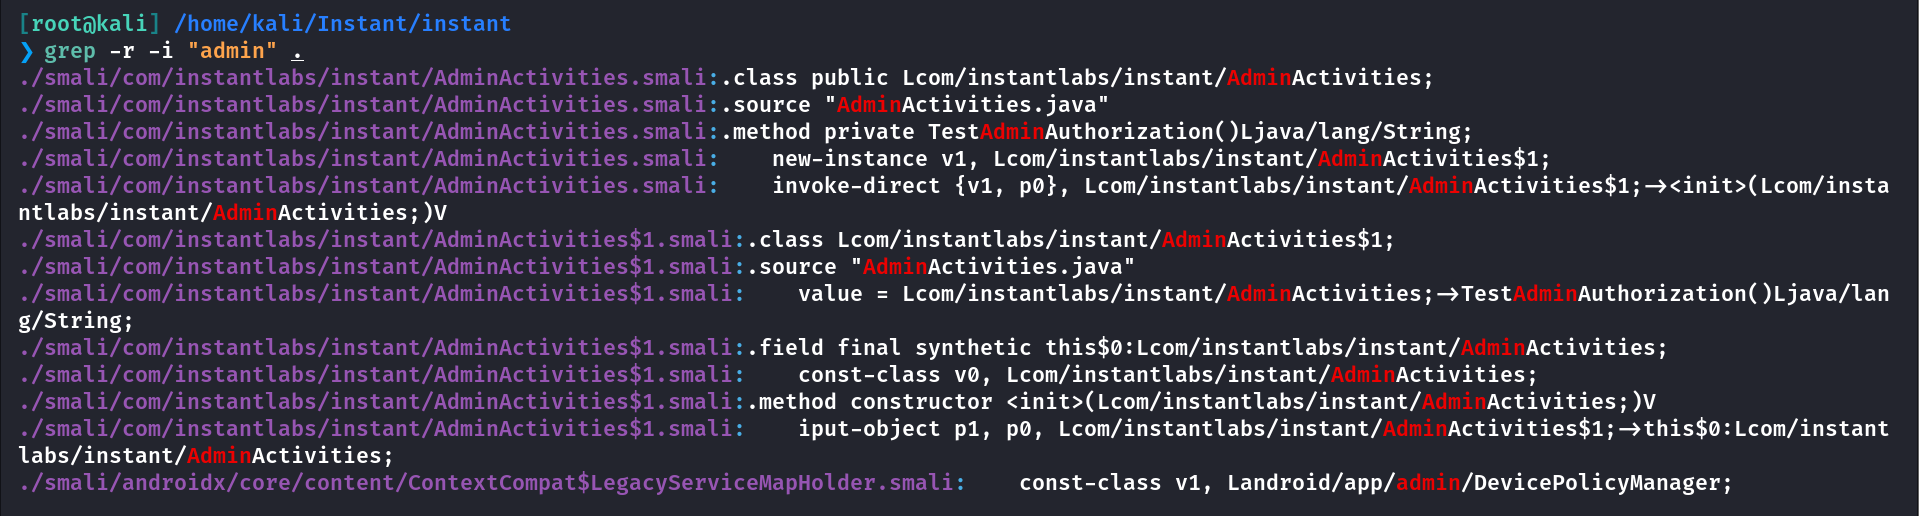 [root@kali] /home/kali/Instant/instant
❯ grep -r -i "admin" .
./smali/com/instantlabs/instant/AdminActivities.smali:.class public Lcom/instantlabs/instant/AdminActivities;
./smali/com/instantlabs/instant/AdminActivities.smali:.source "AdminActivities.java"
./smali/com/instantlabs/instant/AdminActivities.smali:.method private TestAdminAuthorization()Ljava/lang/String;
./smali/com/instantlabs/instant/AdminActivities.smali:    new-instance v1, Lcom/instantlabs/instant/AdminActivities$1;
./smali/com/instantlabs/instant/AdminActivities.smali:    invoke-direct {v1, p0}, Lcom/instantlabs/instant/AdminActivities$1;-><init>(Lcom/insta
ntlabs/instant/AdminActivities;)V
./smali/com/instantlabs/instant/AdminActivities$1.smali:.class Lcom/instantlabs/instant/AdminActivities$1;
./smali/com/instantlabs/instant/AdminActivities$1.smali:.source "AdminActivities.java"
./smali/com/instantlabs/instant/AdminActivities$1.smali:    value = Lcom/instantlabs/instant/AdminActivities;->TestAdminAuthorization()Ljava/lan
g/String;
./smali/com/instantlabs/instant/AdminActivities$1.smali:.field final synthetic this$0:Lcom/instantlabs/instant/AdminActivities;
./smali/com/instantlabs/instant/AdminActivities$1.smali:    const-class v0, Lcom/instantlabs/instant/AdminActivities;
./smali/com/instantlabs/instant/AdminActivities$1.smali:.method constructor <init>(Lcom/instantlabs/instant/AdminActivities;)V
./smali/com/instantlabs/instant/AdminActivities$1.smali:    iput-object p1, p0, Lcom/instantlabs/instant/AdminActivities$1;->this$0:Lcom/instant
labs/instant/AdminActivities;
./smali/androidx/core/content/ContextCompat$LegacyServiceMapHolder.smali:    const-class v1, Landroid/app/admin/DevicePolicyManager;